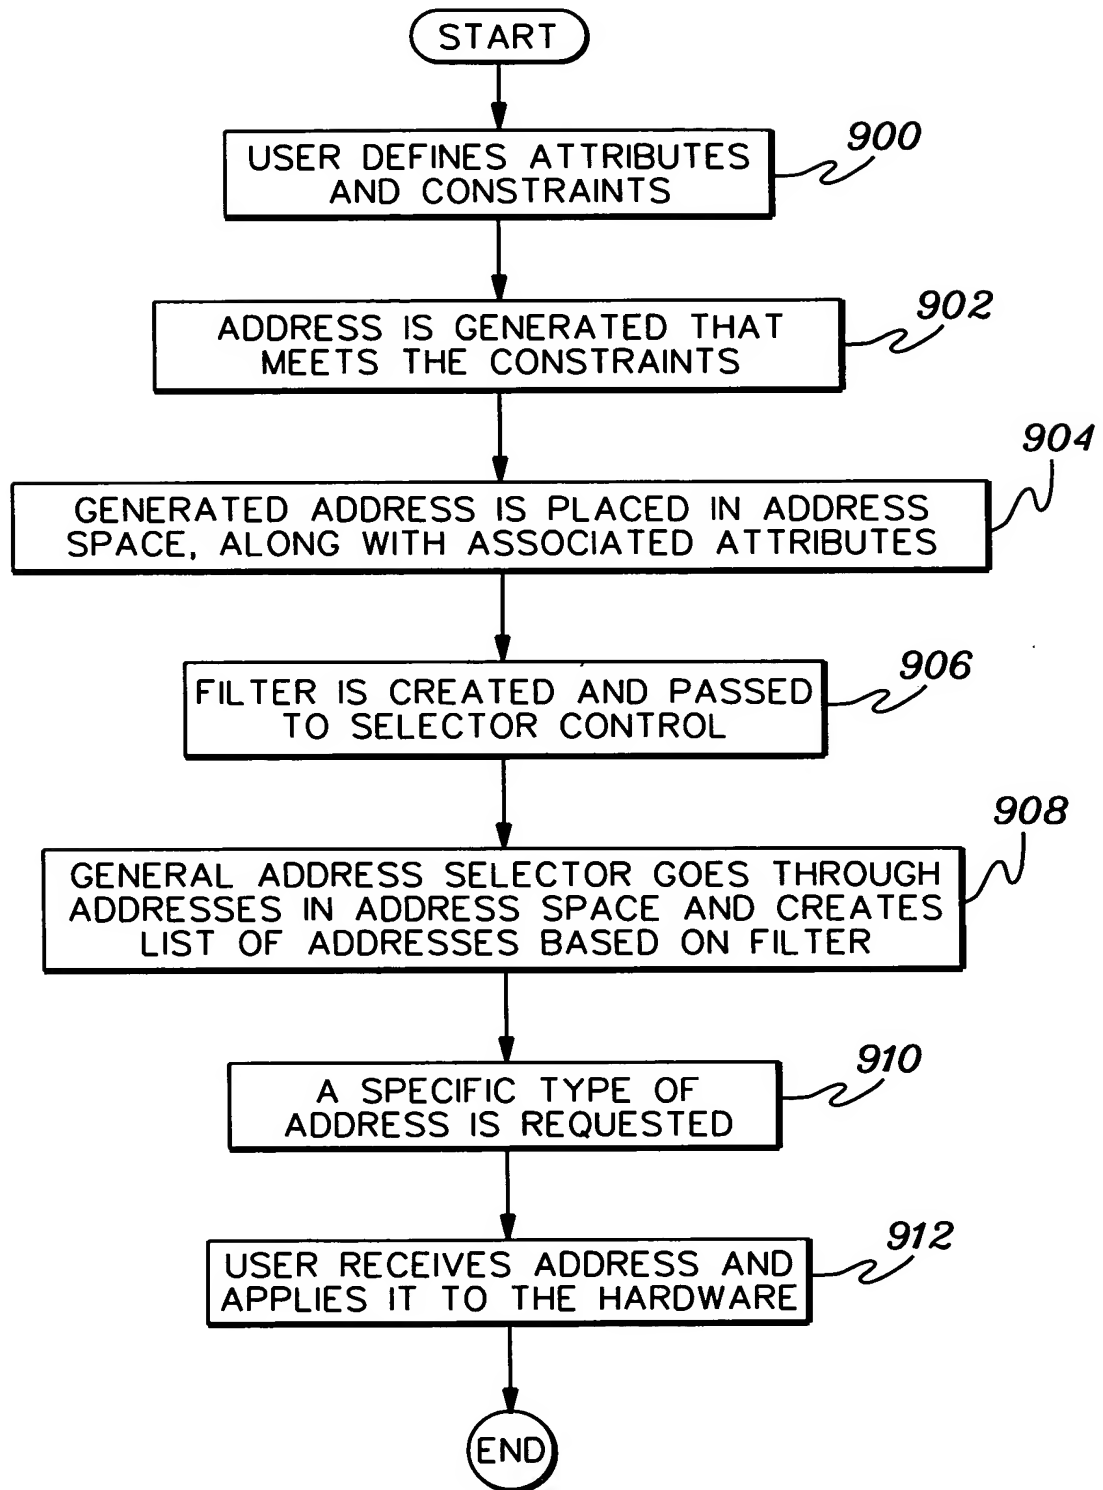 START
USER DEFINES ATTRIBUTES
AND CONSTRAINTS
900
ADDRESS IS GENERATED THAT
MEETS THE CONSTRAINTS
902
GENERATED ADDRESS IS PLACED IN ADDRESS
SPACE, ALONG WITH ASSOCIATED ATTRIBUTES
904
FILTER IS CREATED AND PASSED
TO SELECTOR CONTROL
906
GENERAL ADDRESS SELECTOR GOES THROUGH
ADDRESSES IN ADDRESS SPACE AND CREATES
LIST OF ADDRESSES BASED ON FILTER
908
A SPECIFIC TYPE OF
ADDRESS IS REQUESTED
910
USER RECEIVES ADDRESS AND
APPLIES IT TO THE HARDWARE
912
END